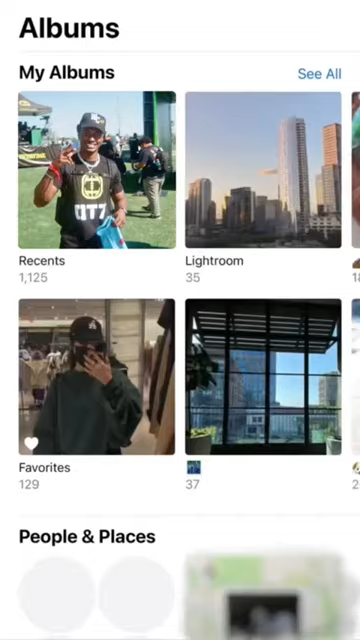 Albums
My Albums
See All
Recents
1,125
Lightroom
35
Favorites
129
37
People & Places